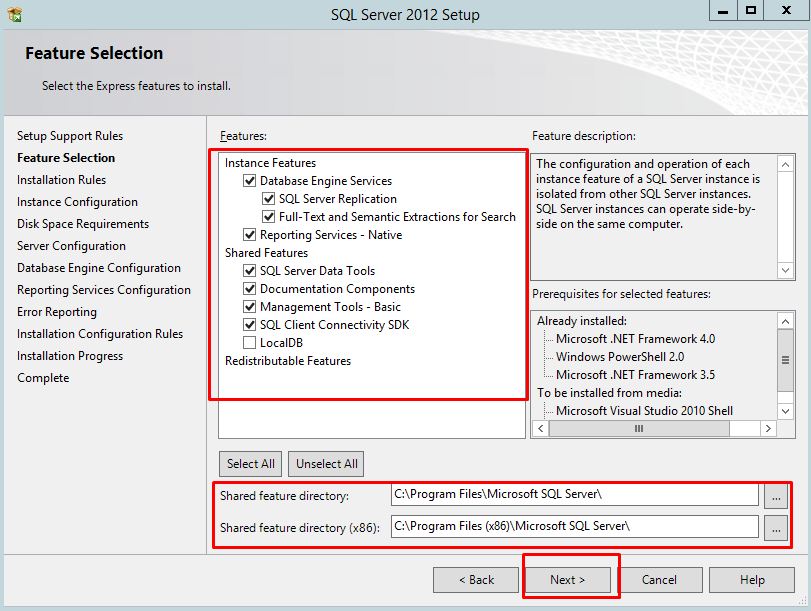 SQL Server 2012 Setup
Feature Selection
Select the Express features to install.
Setup Support Rules
Feature Selection
Installation Rules
Instance Configuration
Disk Space Requirements
Server Configuration
Database Engine Configuration
Reporting Services Configuration
Error Reporting
Installation Configuration Rules
Installation Progress
Complete
Features:
Instance Features
Database Engine Services
SQL Server Replication
Full-Text and Semantic Extractions for Search
Reporting Services - Native
Shared Features
SQL Server Data Tools
Documentation Components
Management Tools - Basic
SQL Client Connectivity SDK
LocalDB
Redistributable Features
Feature description:
The configuration and operation of each
instance feature of a SQL Server instance is
isolated from other SQL Server instances.
SQL Server instances can operate side-by-
side on the same computer.
Prerequisites for selected features:
Already installed:
Microsoft .NET Framework 4.0
Windows PowerShell 2.0
Microsoft .NET Framework 3.5
To be installed from media:
Microsoft Visual Studio 2010 Shell
Select All
Unselect All
Shared feature directory:
C:\Program Files\Microsoft SQL Server\
...
Shared feature directory (x86):
C:\Program Files (x86)\Microsoft SQL Server\
...
< Back
Next >
Cancel
Help